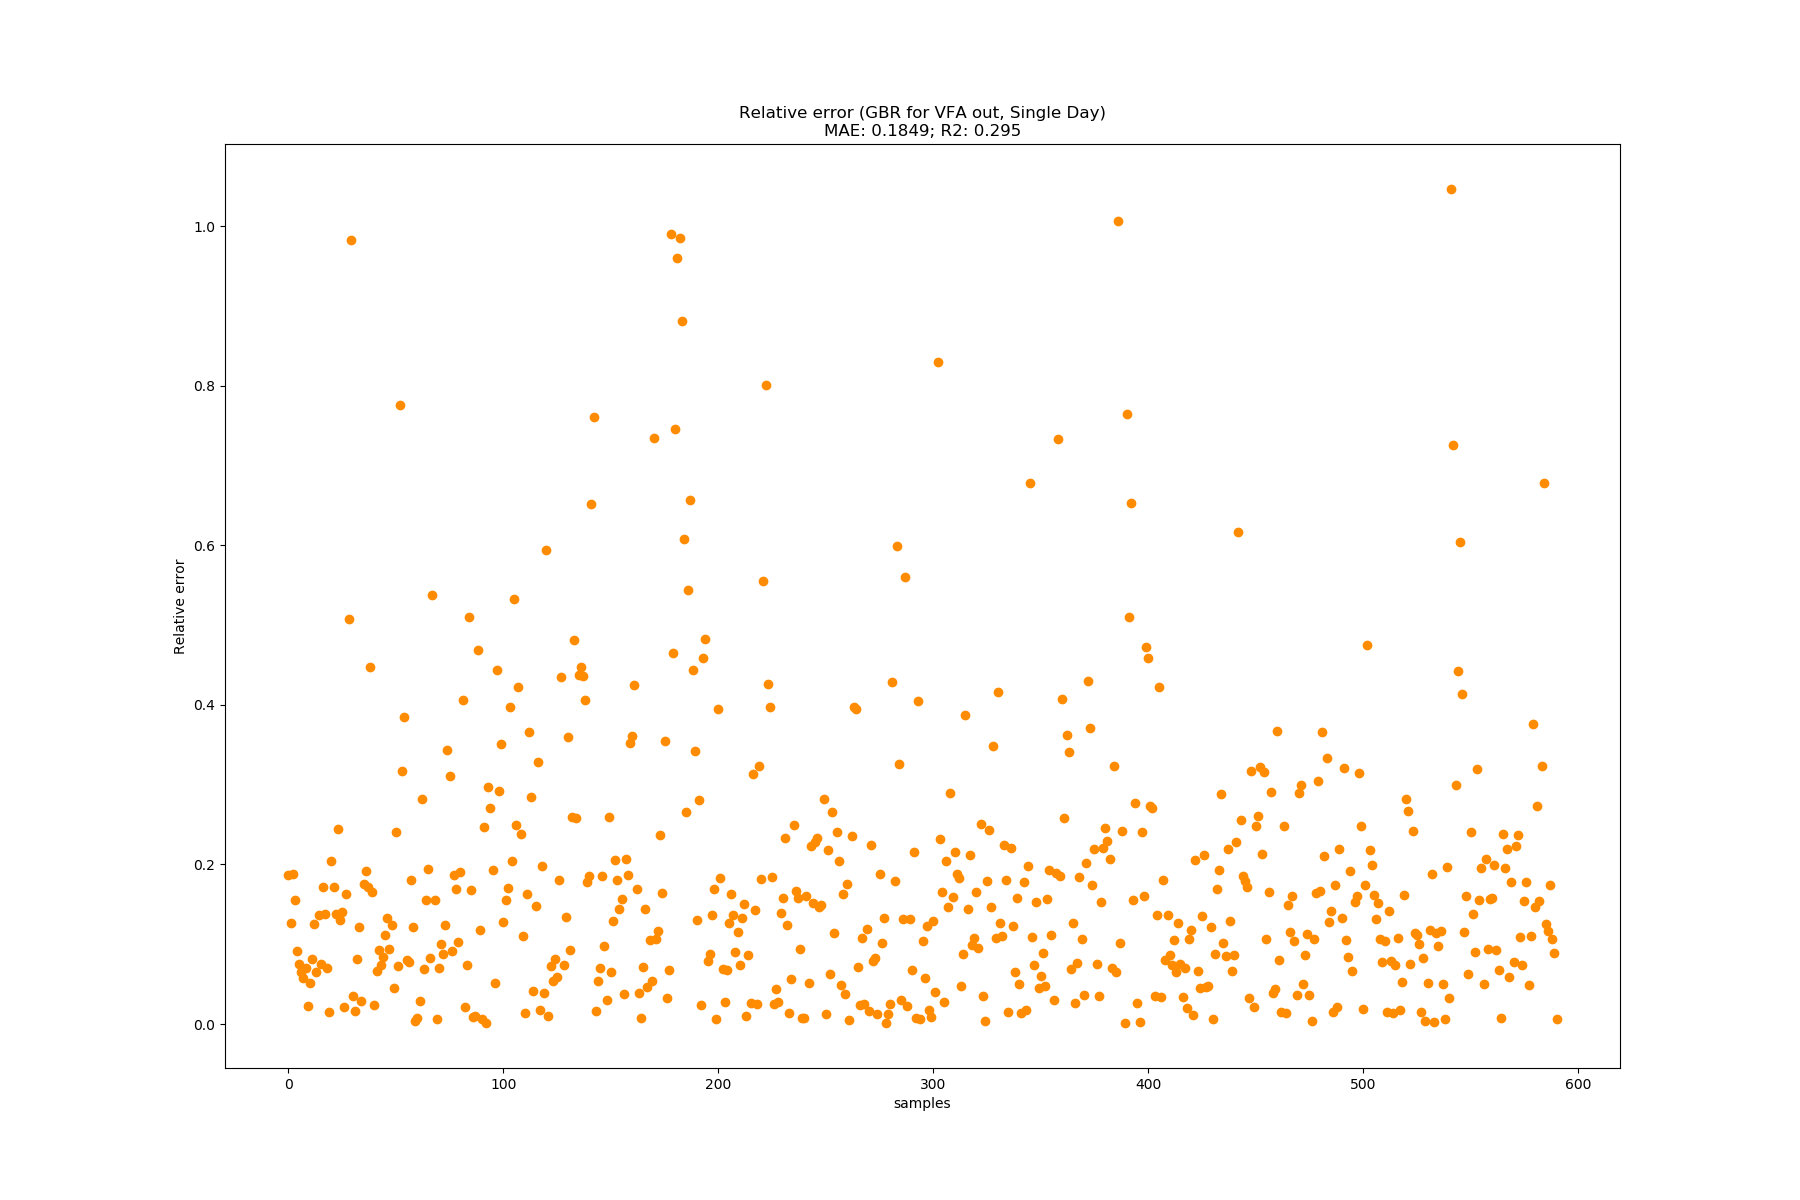 Relative error (GBR for VFA out, Single Day)
MAE: 0.1849; R2: 0.295
1.0
0.8
0.6
0.4
0.2
0.0
Relative error
0 100 200 300 400 500 600
samples